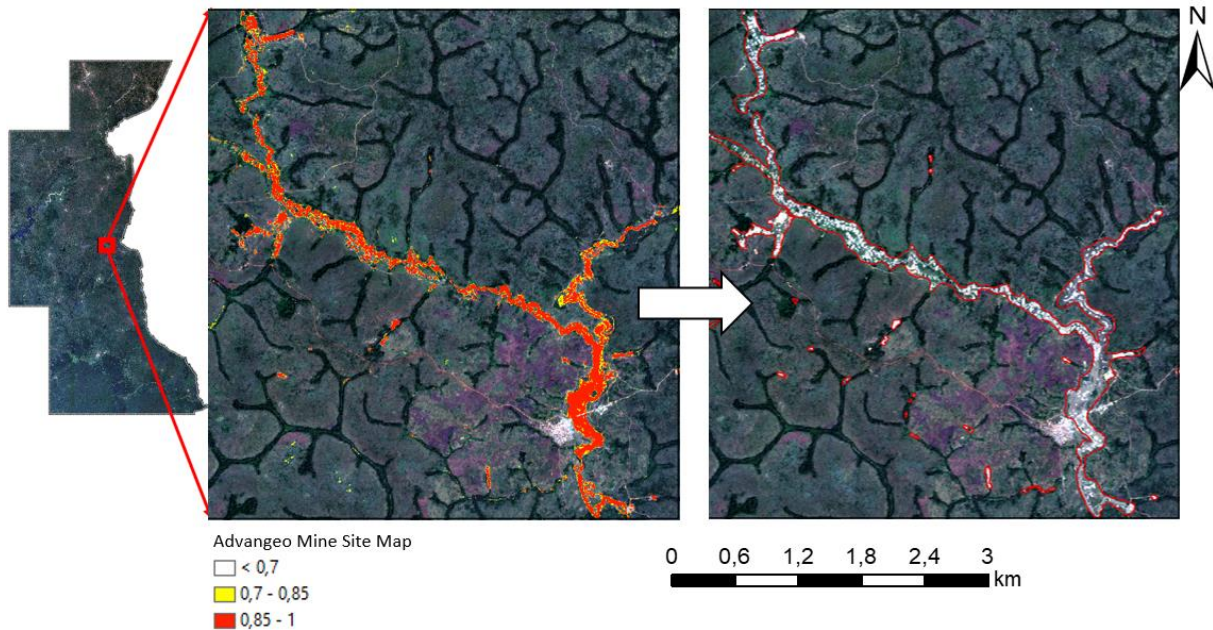 N
Advangeo Mine Site Map
< 0,7
0,7 - 0,85
0,85 - 1
0 0,6 1,2 1,8 2,4 3
km